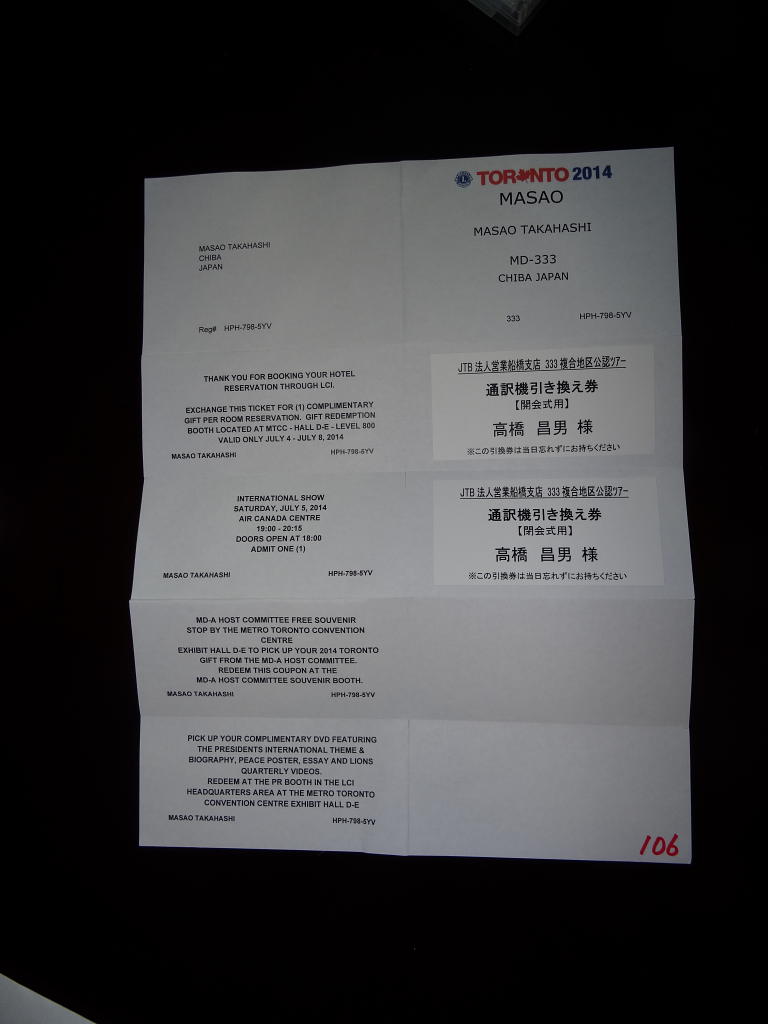 MASAO TAKAHASHI
CHIBA
JAPAN
Reg# HPH-798-5YV
TORONTO 2014
MASAO
MASAO TAKAHASHI
MD-333
CHIBA JAPAN
333 HPH-798-5YV
THANK YOU FOR BOOKING YOUR HOTEL
RESERVATION THROUGH LCI.
EXCHANGE THIS TICKET FOR (1) COMPLIMENTARY
GIFT PER ROOM RESERVATION. GIFT REDEMPTION
BOOTH LOCATED AT MTCC - HALL D-E - LEVEL 800
VALID ONLY JULY 4 - JULY 8, 2014
MASAO TAKAHASHI HPH-798-5YV
JTB 法人営業船橋支店 333 複合地区公認ツアー
通訳機引き換え券
【開会式用】
高橋 昌男 様
※この引換券は当日忘れずにお持ちください
INTERNATIONAL SHOW
SATURDAY, JULY 5, 2014
AIR CANADA CENTRE
19:00 - 20:15
DOORS OPEN AT 18:00
ADMIT ONE (1)
MASAO TAKAHASHI HPH-798-5YV
JTB 法人営業船橋支店 333 複合地区公認ツアー
通訳機引き換え券
【閉会式用】
高橋 昌男 様
※この引換券は当日忘れずにお持ちください
MD-A HOST COMMITTEE FREE SOUVENIR
STOP BY THE METRO TORONTO CONVENTION
CENTRE
EXHIBIT HALL D-E TO PICK UP YOUR 2014 TORONTO
GIFT FROM THE MD-A HOST COMMITTEE.
REDEEM THIS COUPON AT THE
MD-A HOST COMMITTEE SOUVENIR BOOTH.
MASAO TAKAHASHI HPH-798-5YV
PICK UP YOUR COMPLIMENTARY DVD FEATURING
THE PRESIDENTS INTERNATIONAL THEME &
BIOGRAPHY, PEACE POSTER, ESSAY AND LIONS
QUARTERLY VIDEOS.
REDEEM AT THE PR BOOTH IN THE LCI
HEADQUARTERS AREA AT THE METRO TORONTO
CONVENTION CENTRE EXHIBIT HALL D-E
MASAO TAKAHASHI HPH-798-5YV
106